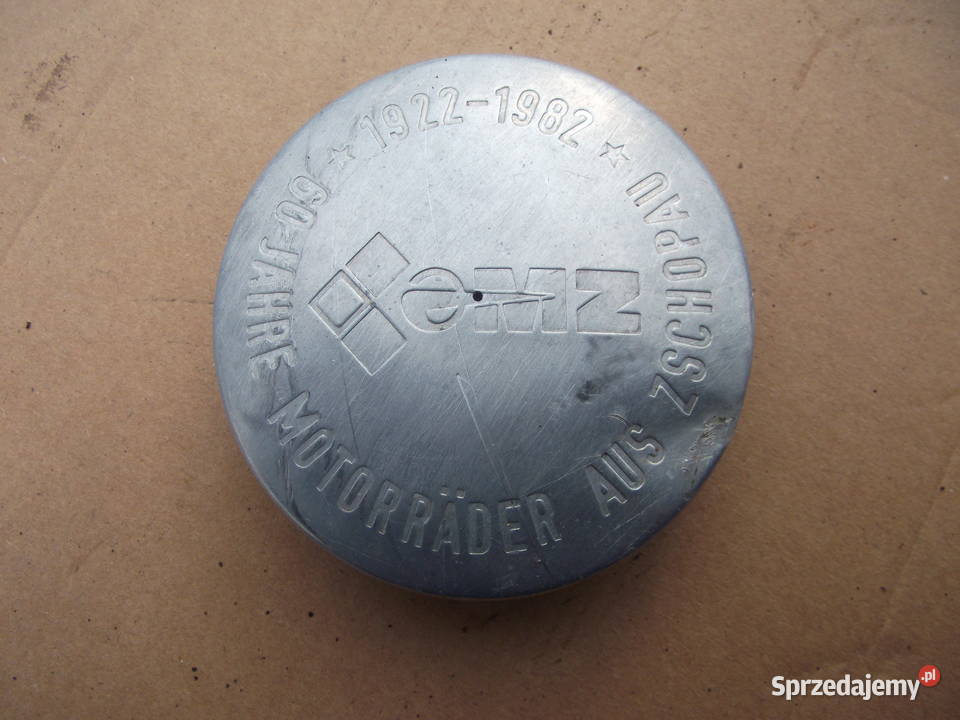 ★ 1922-1982 ★
60 JAHRE MOTORRÄDER AUS ZSCHOPAU
MZ
Sprzedajemy.pl